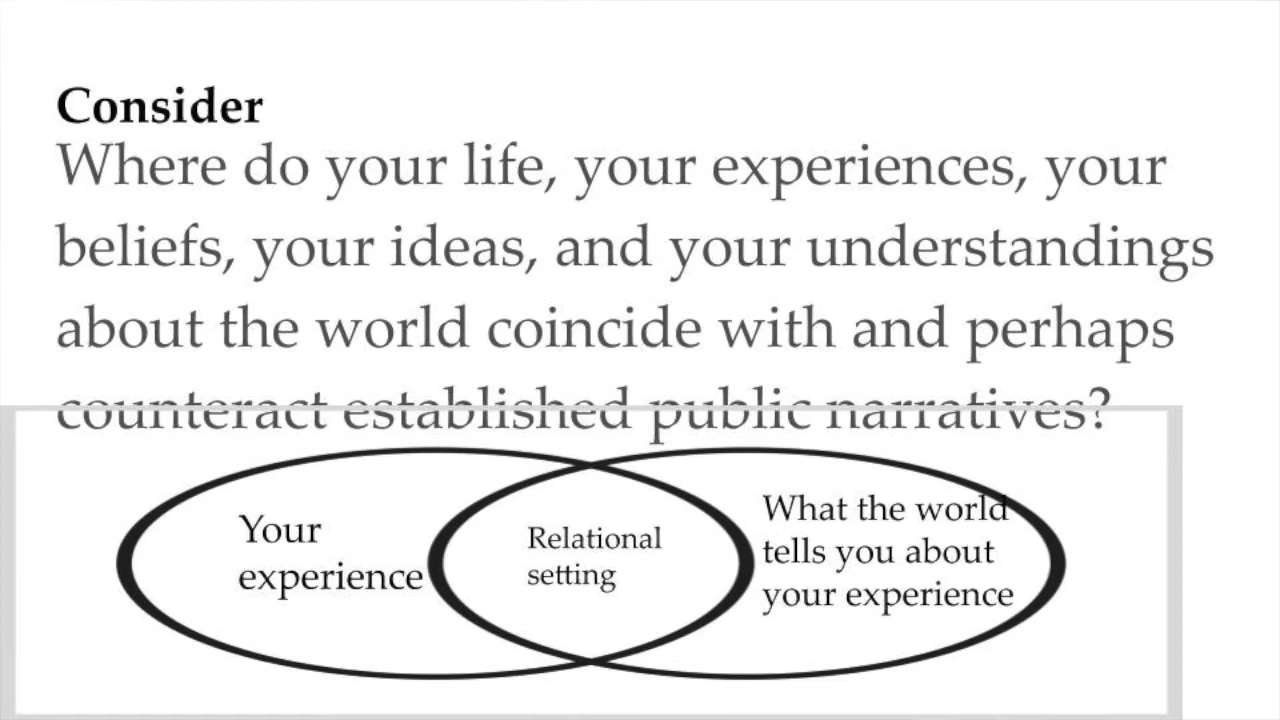 Consider
Where do your life, your experiences, your
beliefs, your ideas, and your understandings
about the world coincide with and perhaps
counteract established public narratives?
Your
experience
Relational
setting
What the world
tells you about
your experience